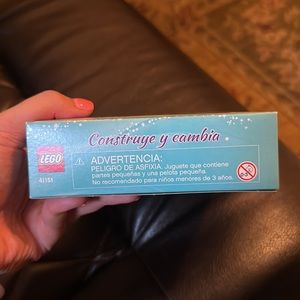 Construye y cambia
LEGO
41151
ADVERTENCIA:
PELIGRO DE ASFIXIA. Juguete que contiene
partes pequeñas y una pelota pequeña.
No recomendado para niños menores de 3 años.